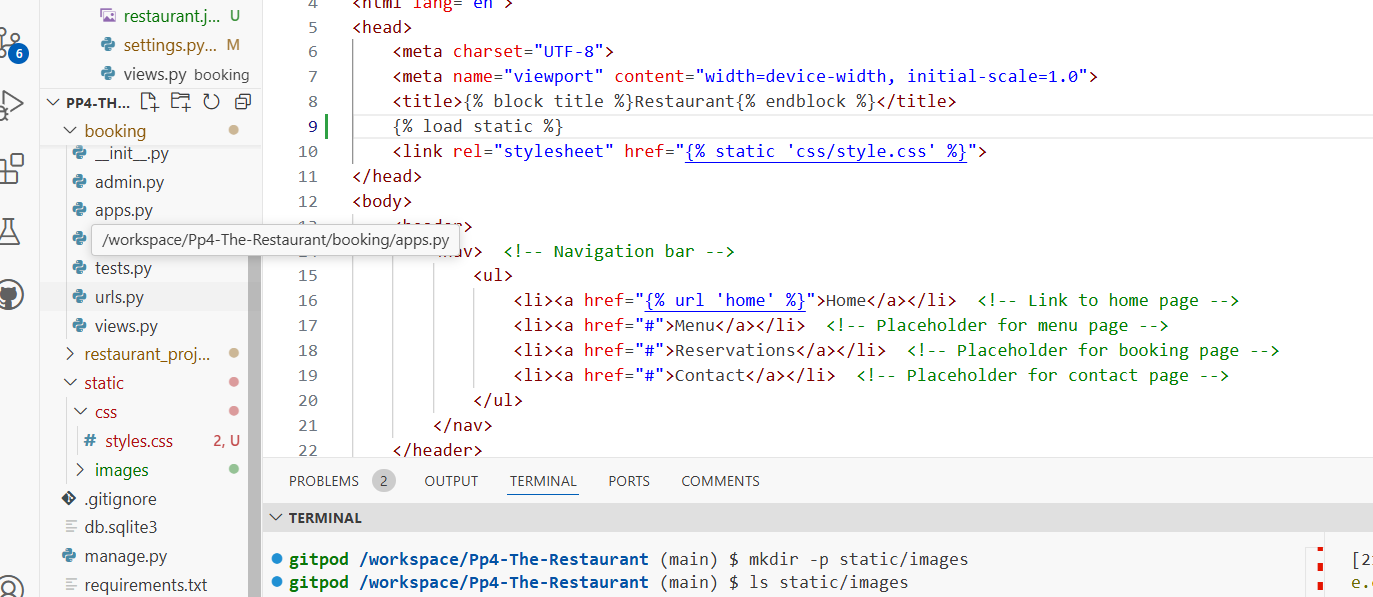 restaurant.j... U
settings.py... M
6
views.py booking
PP4-TH...
booking
__init__.py
admin.py
apps.py
/workspace/Pp4-The-Restaurant/booking/apps.py
tests.py
urls.py
views.py
restaurant_proj...
static
css
# styles.css 2, U
images
.gitignore
db.sqlite3
manage.py
requirements.txt
4 <html lang="en">
5 <head>
6 <meta charset="UTF-8">
7 <meta name="viewport" content="width=device-width, initial-scale=1.0">
8 <title>{% block title %}Restaurant{% endblock %}</title>
9 {% load static %}
10 <link rel="stylesheet" href="{% static 'css/style.css' %}">
11 </head>
12 <body>
13 <header>
14 <nav> <!-- Navigation bar -->
15 <ul>
16 <li><a href="{% url 'home' %}">Home</a></li> <!-- Link to home page -->
17 <li><a href="#">Menu</a></li> <!-- Placeholder for menu page -->
18 <li><a href="#">Reservations</a></li> <!-- Placeholder for booking page -->
19 <li><a href="#">Contact</a></li> <!-- Placeholder for contact page -->
20 </ul>
21 </nav>
22 </header>
PROBLEMS 2 OUTPUT TERMINAL PORTS COMMENTS
TERMINAL
gitpod /workspace/Pp4-The-Restaurant (main) $ mkdir -p static/images
gitpod /workspace/Pp4-The-Restaurant (main) $ ls static/images